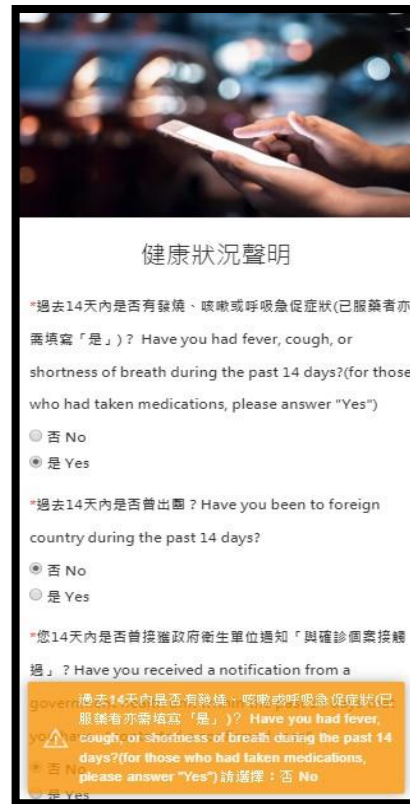 健康狀況聲明
*過去14天內是否有發燒、咳嗽或呼吸急促症狀(已服藥者亦
需填寫「是」)? Have you had fever, cough, or
shortness of breath during the past 14 days?(for those
who had taken medications, please answer "Yes")
否 No
是 Yes
*過去14天內是否曾出國? Have you been to foreign
country during the past 14 days?
否 No
是 Yes
*您14天內是否曾接獲政府衛生單位通知「與確診個案接觸
過」? Have you received a notification from a
過去14天內是否有發燒、咳嗽或呼吸急促症狀(已
服藥者亦需填寫「是」)? Have you had fever,
cough, or shortness of breath during the past 14
days?(for those who had taken medications,
please answer "Yes") 請選擇:否 No
否 No
是 Yes